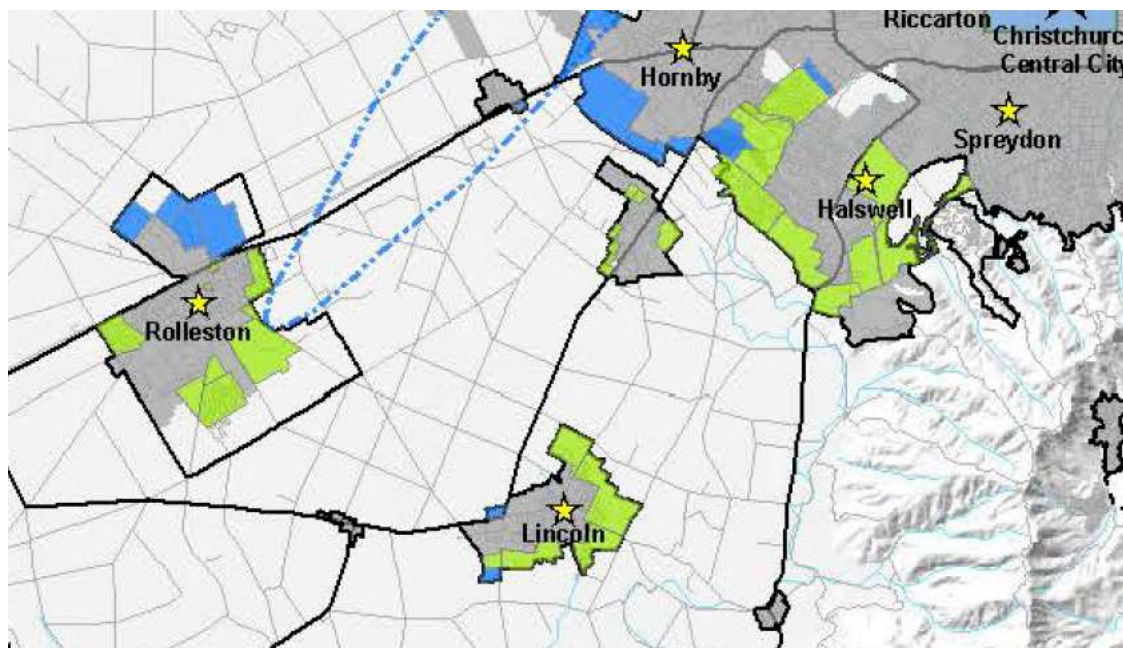 Riccarton
Christchurc
Central City
Hornby
Spreydon
Halswell
Rolleston
Lincoln